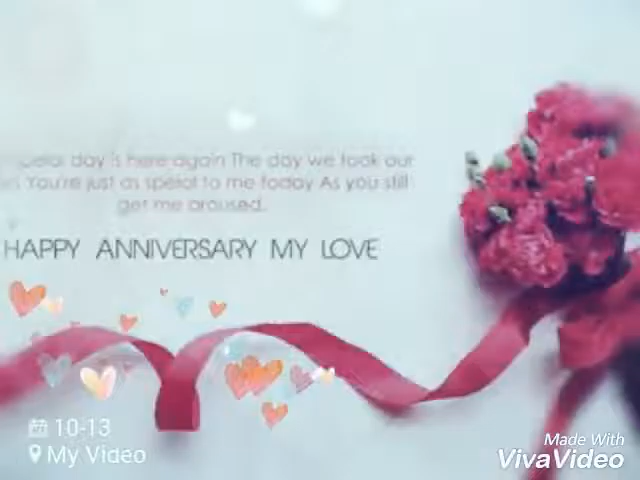 day is here again The day we took our
You're just as speial to me today As you still
get me aroused..
HAPPY ANNIVERSARY MY LOVE
10-13
My Video
Made With
VivaVideo